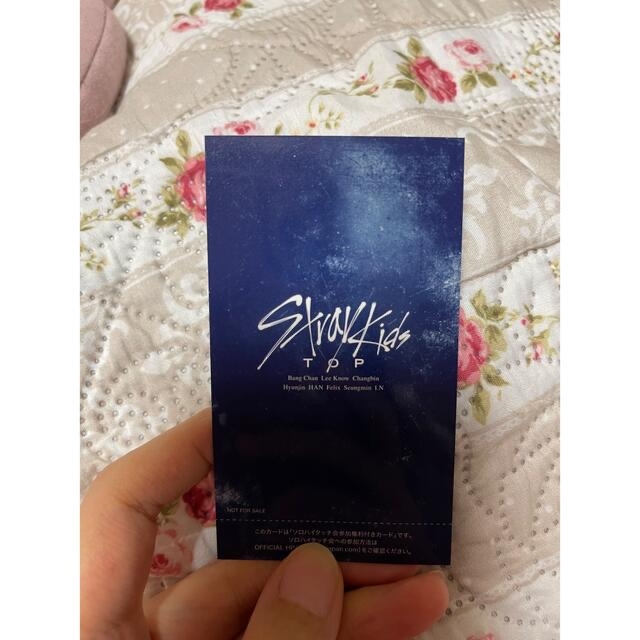 Stray Kids
TOP
Bang Chan Lee Know Changbin
Hyunjin HAN Felix Seungmin I.N
NOT FOR SALE
このカードは「ソロハイタッチ会参加権利付きカード」です。
ソロハイタッチ会への参加方法は
OFFICIAL pan.com)をご確認ください。